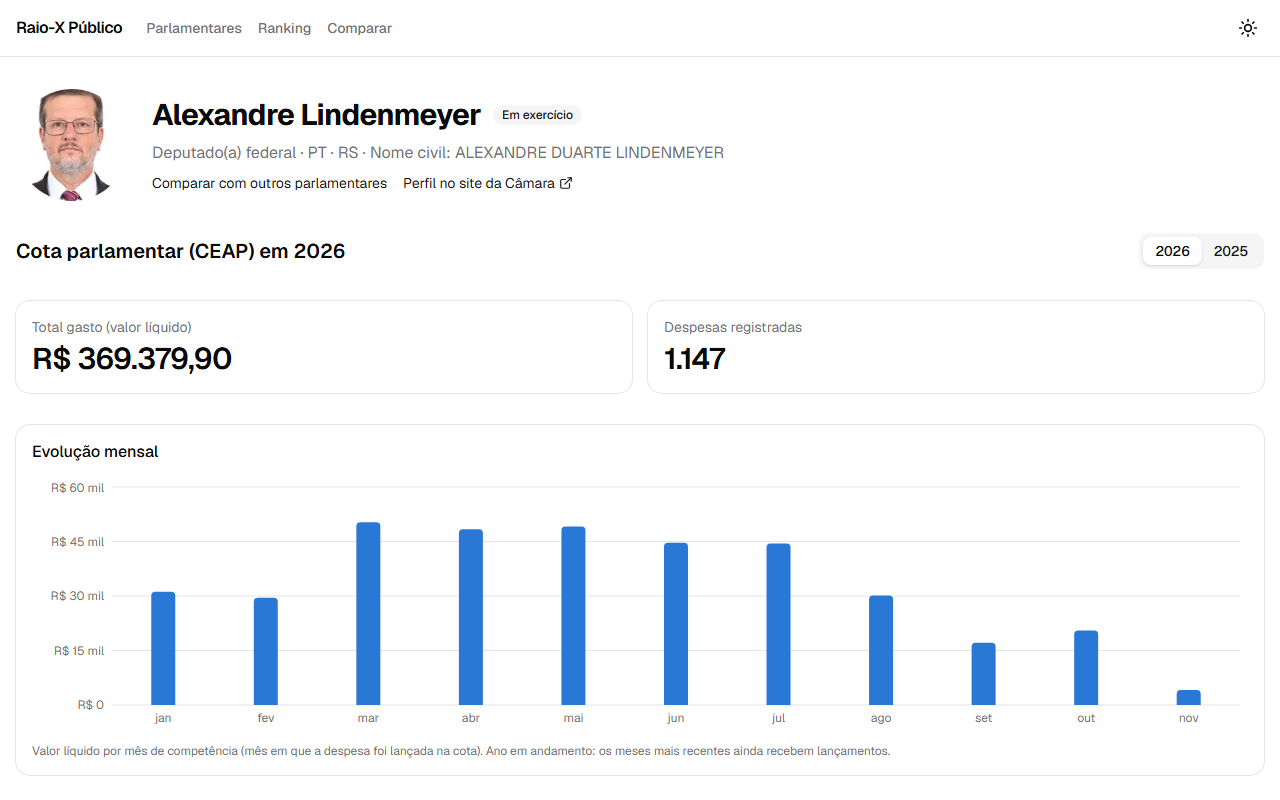 Raio-X Público Parlamentares Ranking Comparar
Alexandre Lindenmeyer Em exercício
Deputado(a) federal · PT · RS · Nome civil: ALEXANDRE DUARTE LINDENMEYER
Comparar com outros parlamentares Perfil no site da Câmara
Cota parlamentar (CEAP) em 2026 2026 2025
Total gasto (valor líquido)
R$ 369.379,90
Despesas registradas
1.147
Evolução mensal
R$ 60 mil
R$ 45 mil
R$ 30 mil
R$ 15 mil
R$ 0
jan fev mar abr mai jun jul ago set out nov
Valor líquido por mês de competência (mês em que a despesa foi lançada na cota). Ano em andamento: os meses mais recentes ainda recebem lançamentos.